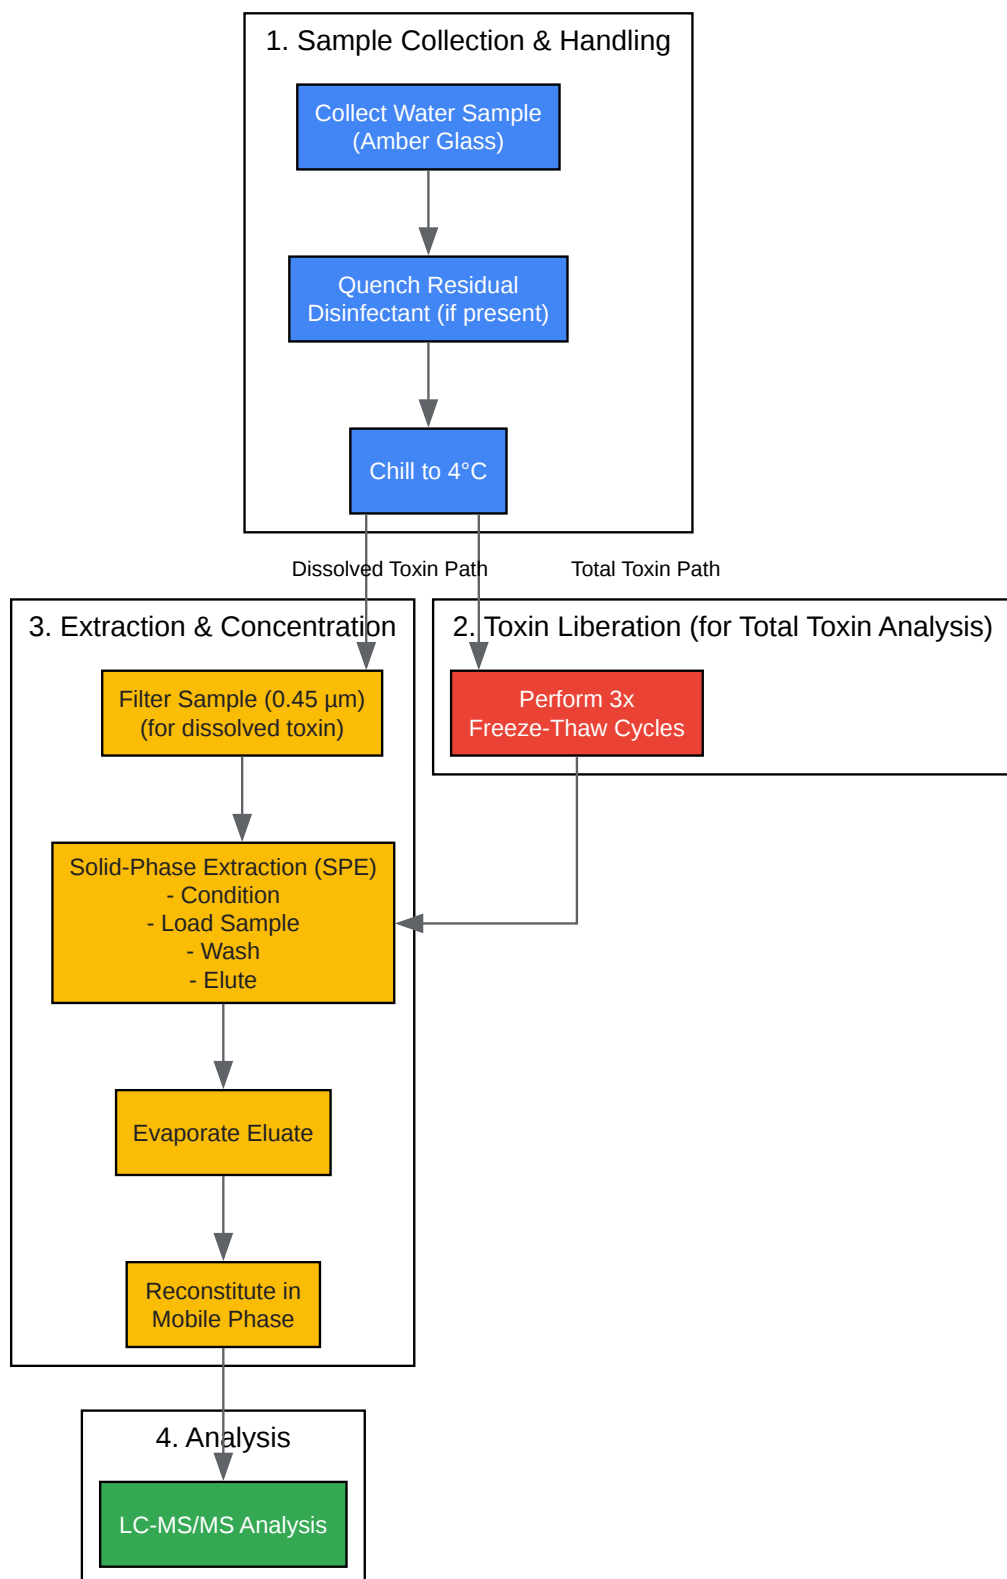 1. Sample Collection & Handling
Collect Water Sample
(Amber Glass)
Quench Residual
Disinfectant (if present)
Chill to 4°C
Dissolved Toxin Path
Total Toxin Path
3. Extraction & Concentration
2. Toxin Liberation (for Total Toxin Analysis)
Filter Sample (0.45 µm)
(for dissolved toxin)
Perform 3x
Freeze-Thaw Cycles
Solid-Phase Extraction (SPE)
- Condition
- Load Sample
- Wash
- Elute
Evaporate Eluate
Reconstitute in
Mobile Phase
4. Analysis
LC-MS/MS Analysis